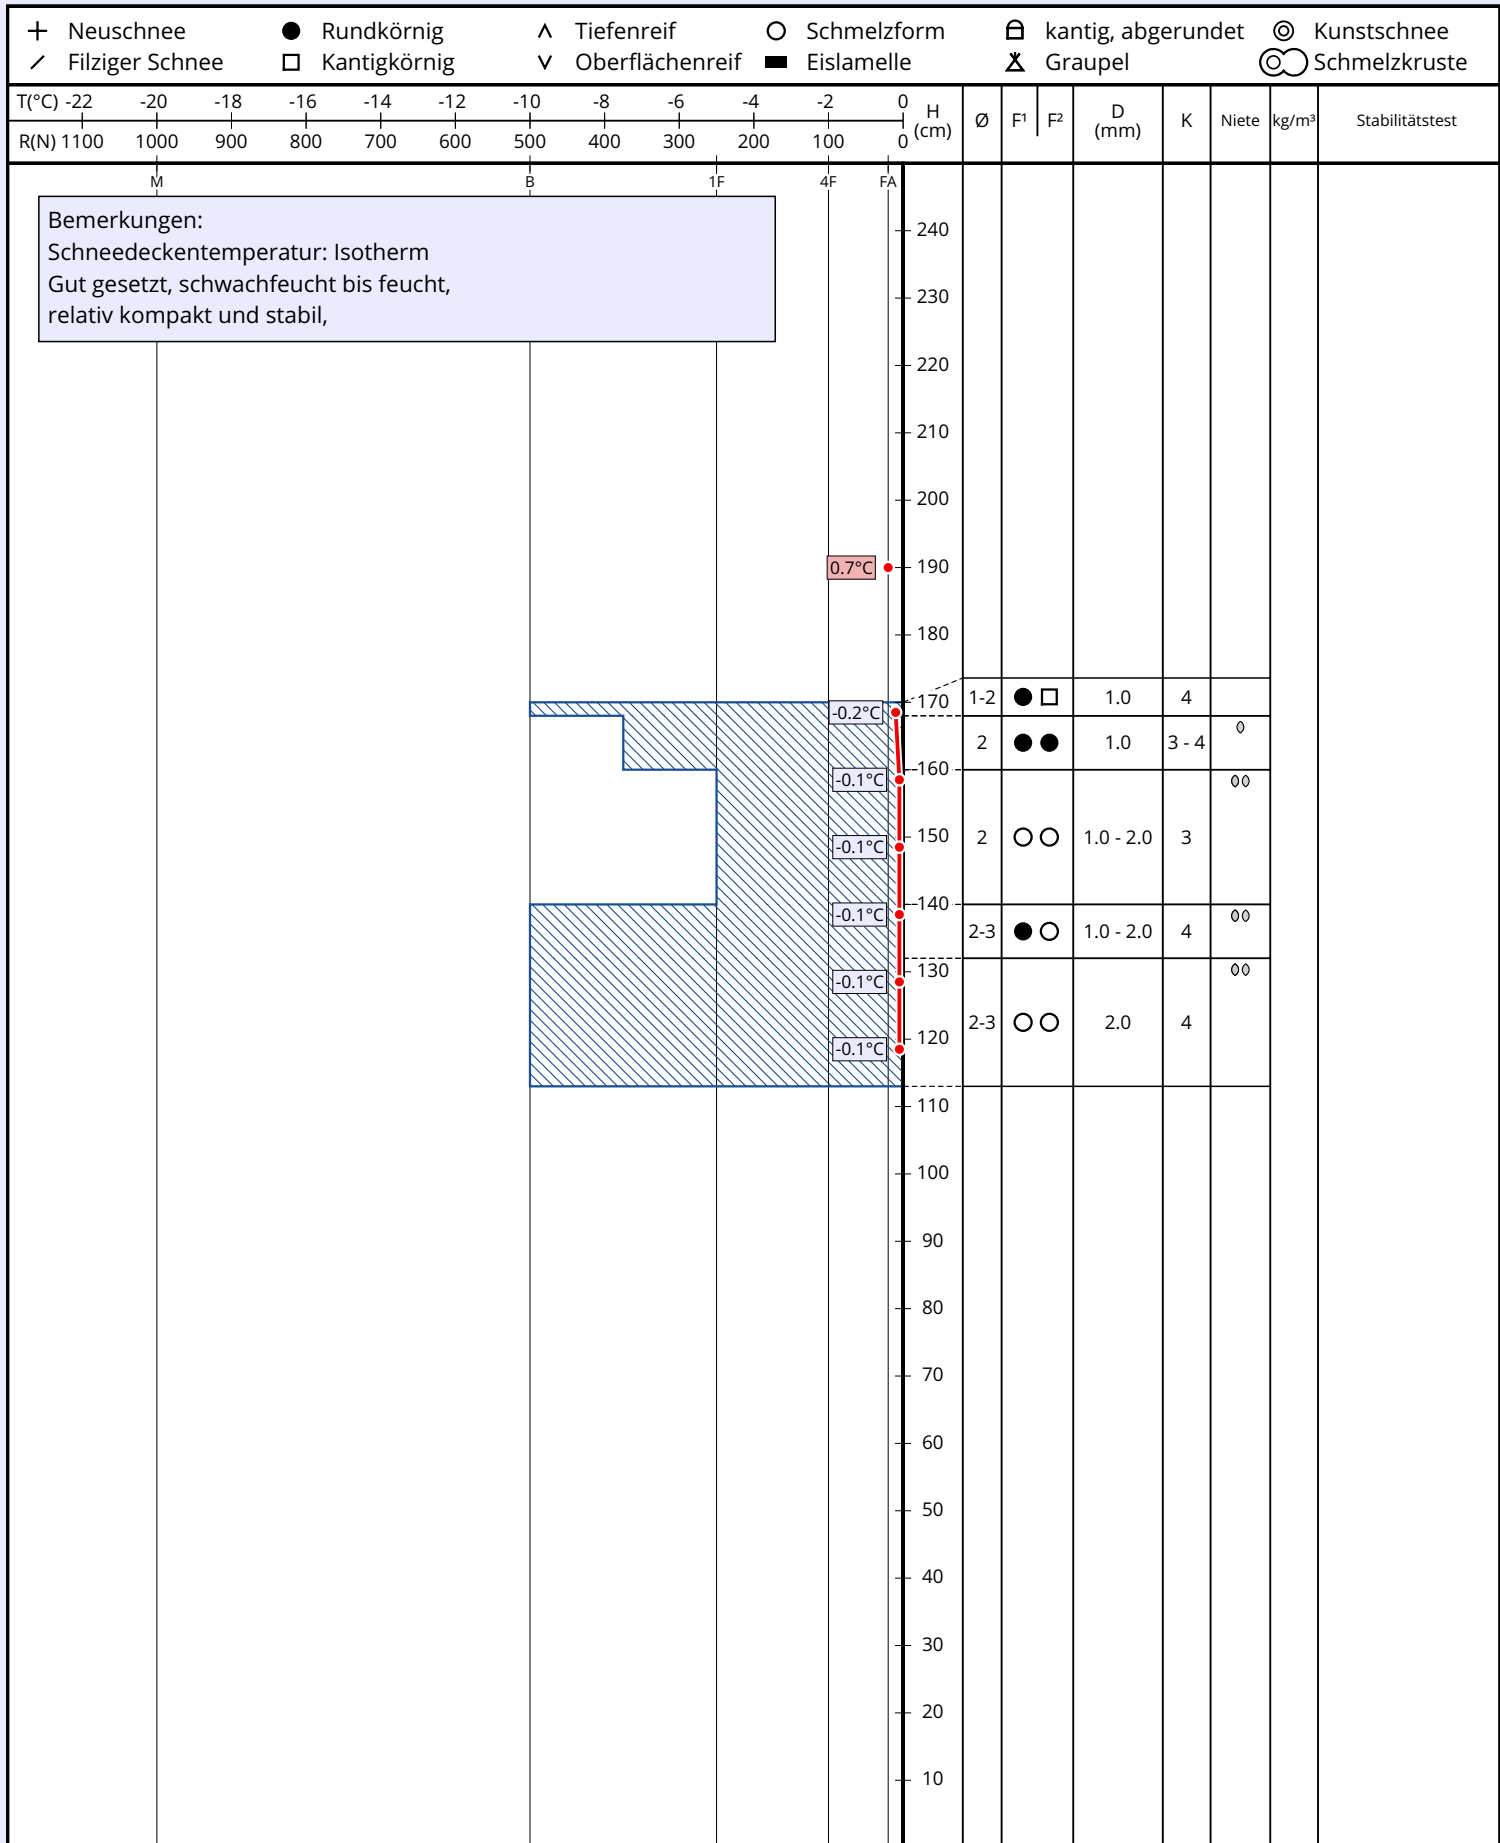 Neuschnee Rundkörnig Tiefenreif Schmelzform kantig, abgerundet Kunstschnee
Filziger Schnee Kantigkörnig Oberflächenreif Eislamelle Graupel Schmelzkruste
T(°C) -22 -20 -18 -16 -14 -12 -10 -8 -6 -4 -2 0
R(N) 1100 1000 900 800 700 600 500 400 300 200 100 0
H
(cm)
Ø
F¹ F²
D
(mm)
K
Niete
kg/m³
Stabilitätstest
M B 1F 4F FA
Bemerkungen:
Schneedeckentemperatur: Isotherm
Gut gesetzt, schwachfeucht bis feucht,
relativ kompakt und stabil,
240
230
220
210
200
0.7°C 190
180
170
1-2 1.0 4
-0.2°C
2 1.0 3 - 4
160
-0.1°C
150 2 1.0 - 2.0 3
-0.1°C
140
-0.1°C
2-3 1.0 - 2.0 4
130
-0.1°C
2-3 2.0 4
120
-0.1°C
110
100
90
80
70
60
50
40
30
20
10